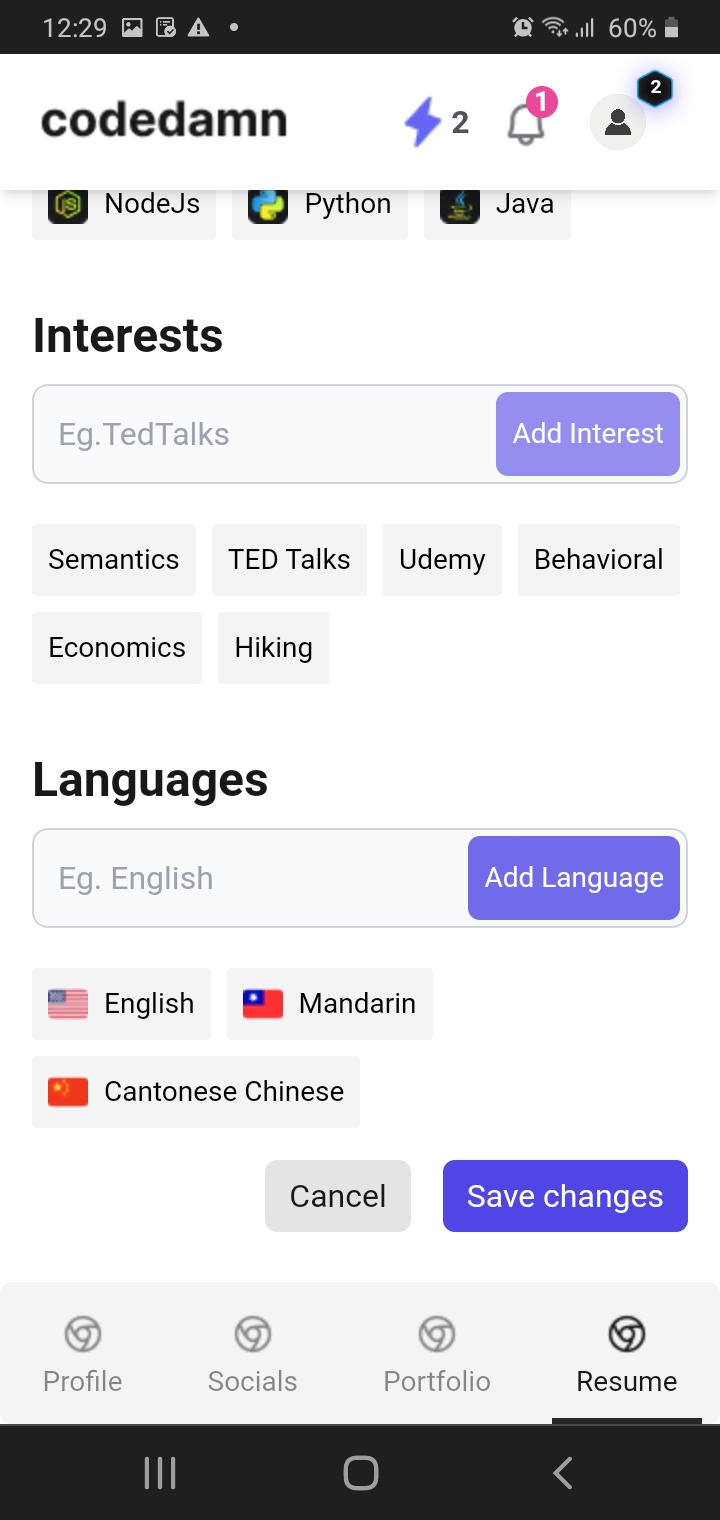 12:29 60%
codedamn 2 1 2
NodeJs Python Java
Interests
Eg.TedTalks Add Interest
Semantics TED Talks Udemy Behavioral
Economics Hiking
Languages
Eg. English Add Language
English Mandarin
Cantonese Chinese
Cancel Save changes
Profile Socials Portfolio Resume